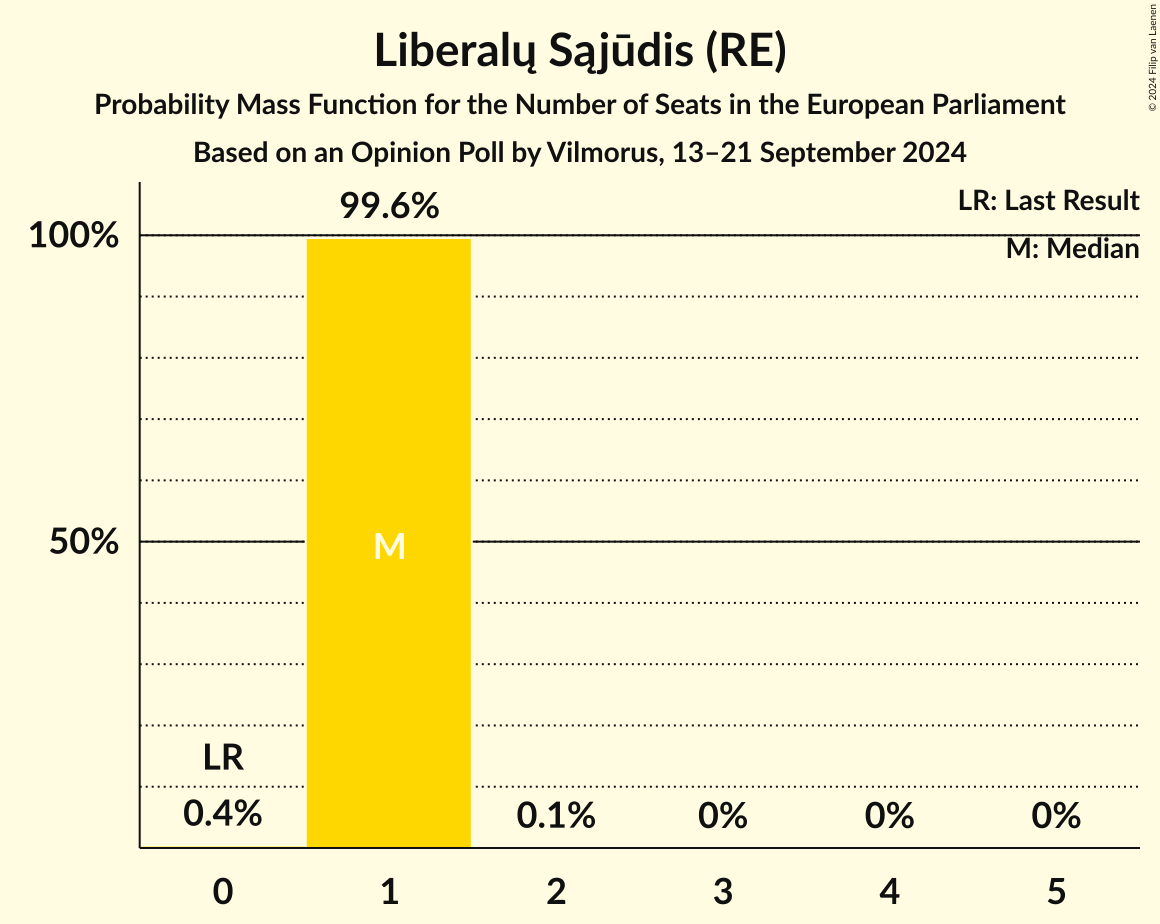 Liberalų Sąjūdis (RE)
Probability Mass Function for the Number of Seats in the European Parliament
Based on an Opinion Poll by Vilmorus, 13–21 September 2024
© 2024 Filip van Laenen
LR: Last Result
M: Median
99.6%
100%
50%
M
LR
0.4%
0.1%
0%
0%
0%
0 1 2 3 4 5